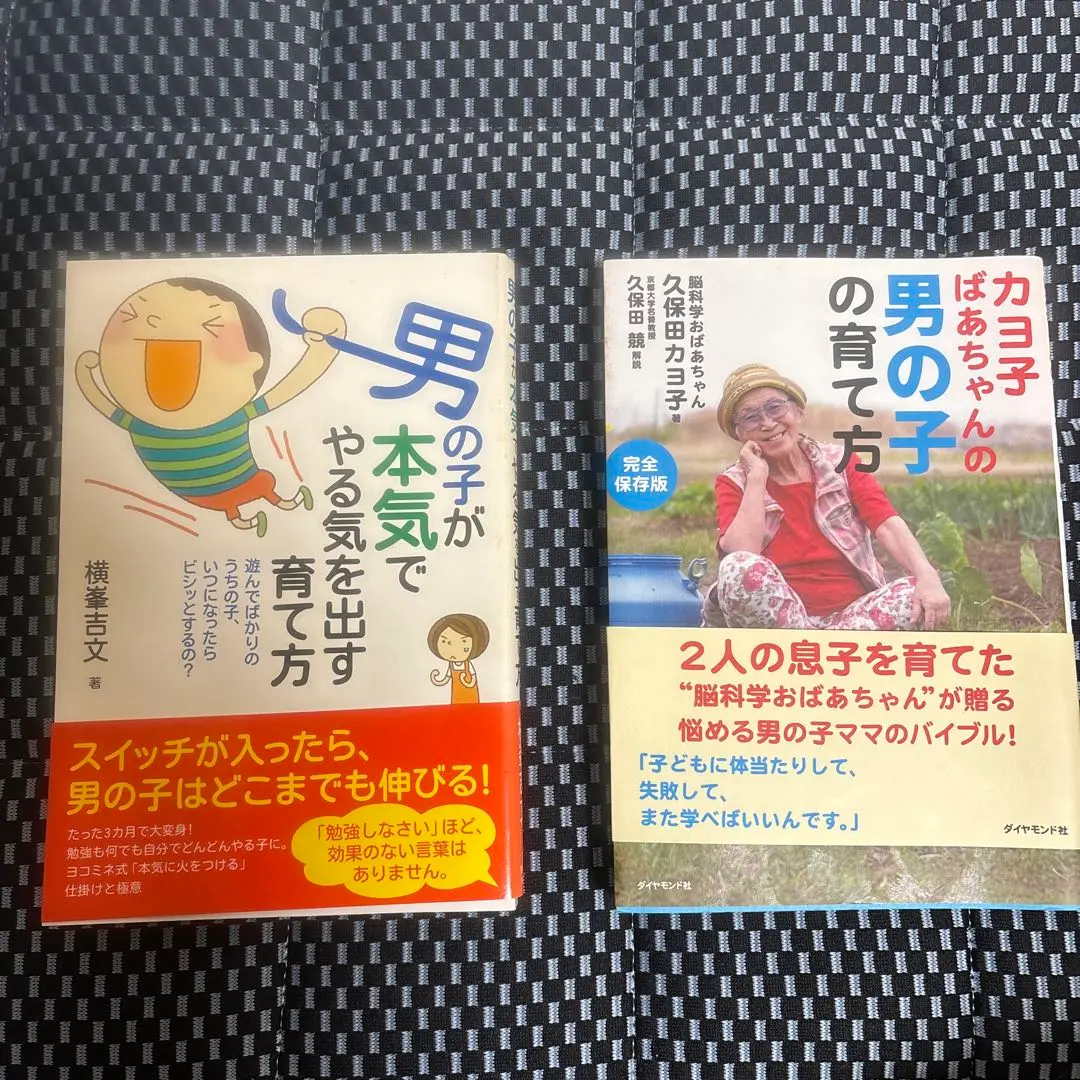 男の子が
本気で
やる気を出す
育て方
遊んでばかりの
うちの子、
いつになったら
ビシッとするの?
横峯吉文 著
スイッチが入ったら、
男の子はどこまでも伸びる!
たった3カ月で大変身!
勉強も何でも自分でどんどんやる子に。
ヨコミネ式「本気に火をつける」
仕掛けと極意
「勉強しなさい」ほど、
効果のない言葉は
ありません。
カヨ子
ばあちゃんの
男の子
の育て方
脳科学おばあちゃん
久保田カヨ子 著
京都大学名誉教授
久保田 競 解説
完全
保存版
2人の息子を育てた
“脳科学おばあちゃん”が贈る
悩める男の子ママのバイブル!
「子どもに体当たりして、
失敗して、
また学べばいいんです。」
ダイヤモンド社
ダイヤモンド社